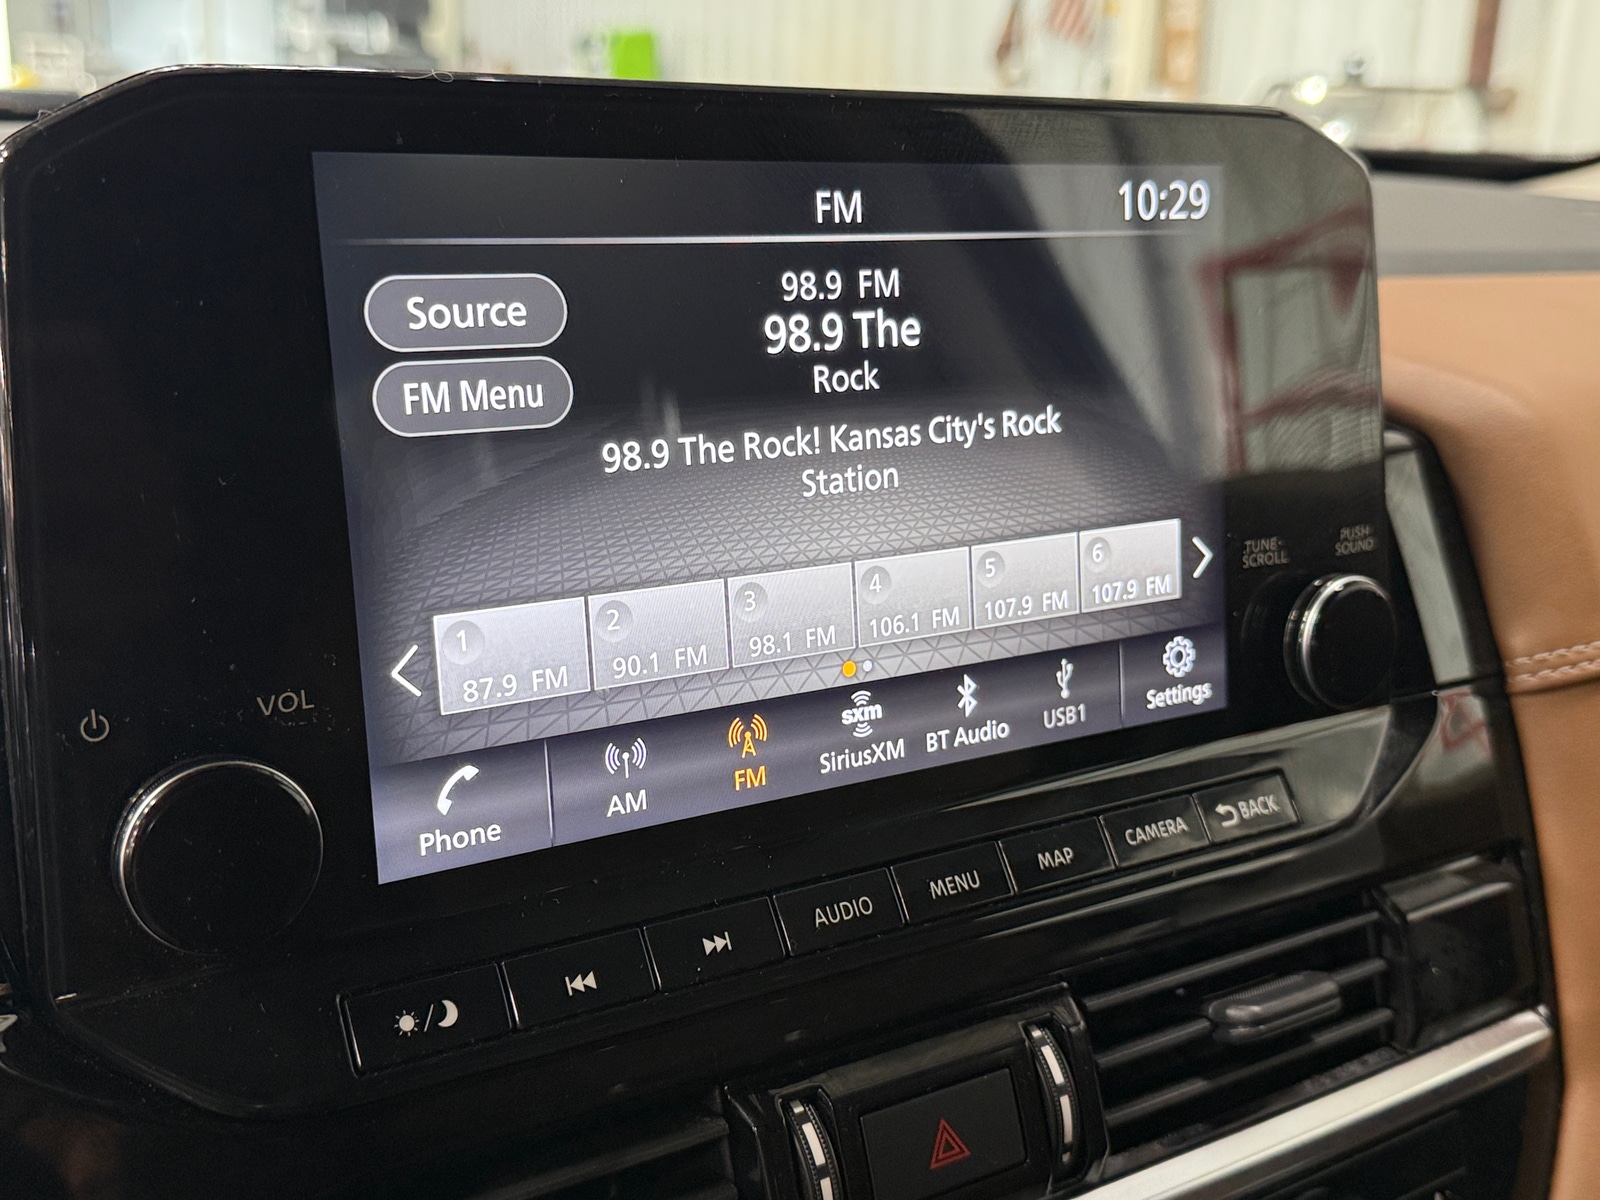 FM
10:29
Source
FM Menu
98.9 FM
98.9 The
Rock
98.9 The Rock! Kansas City's Rock
Station
1
87.9 FM
2
90.1 FM
3
98.1 FM
4
106.1 FM
5
107.9 FM
6
107.9 FM
Phone
AM
FM
sxm
SiriusXM
BT Audio
USB1
Settings
VOL
TUNE-
SCROLL
PUSH
SOUND
AUDIO
MENU
MAP
CAMERA
BACK